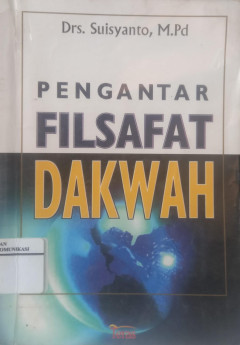 Drs. Suisyanto, M.Pd
PENGANTAR
FILSAFAT
DAKWAH